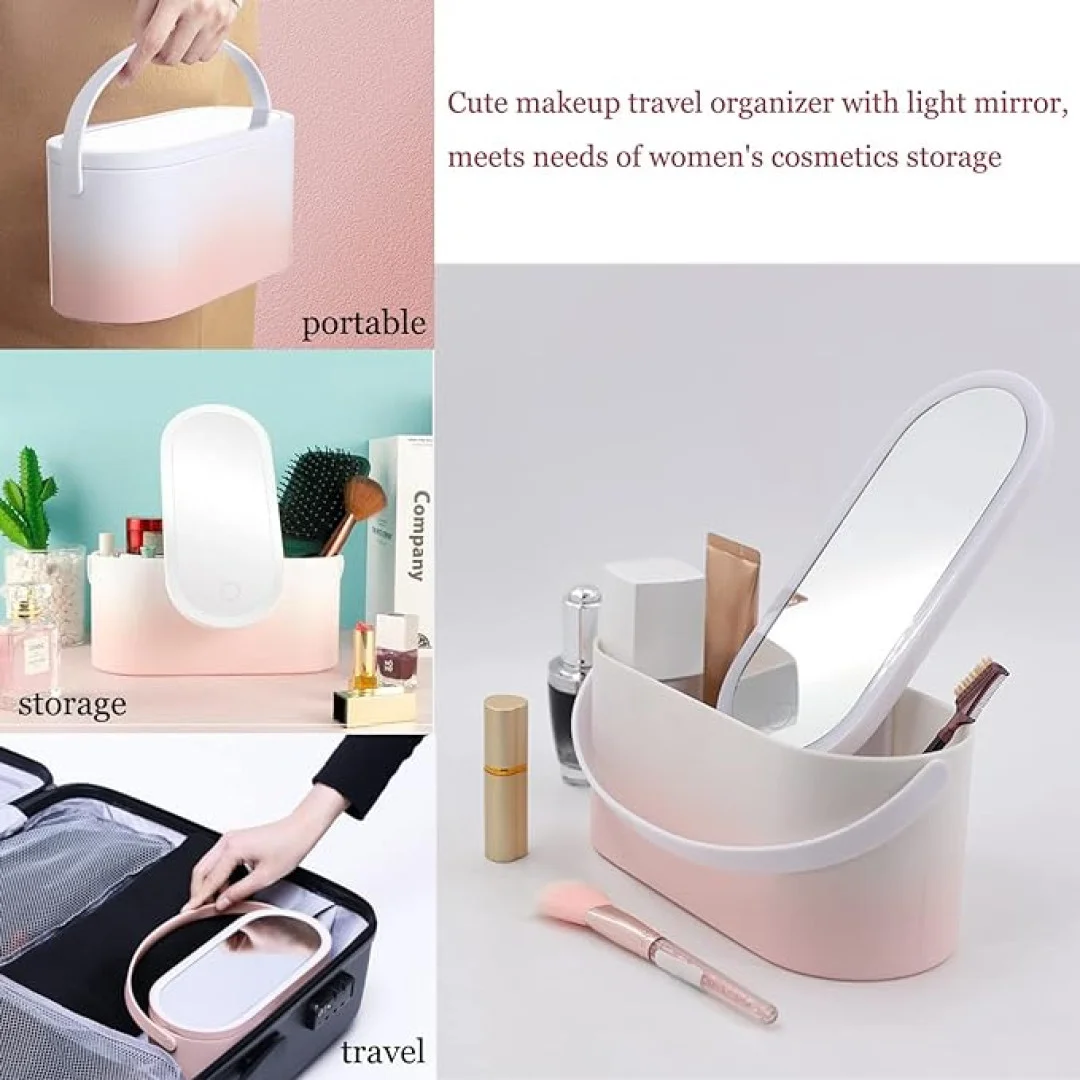 Cute makeup travel organizer with light mirror,
meets needs of women's cosmetics storage
portable
Company
storage
travel